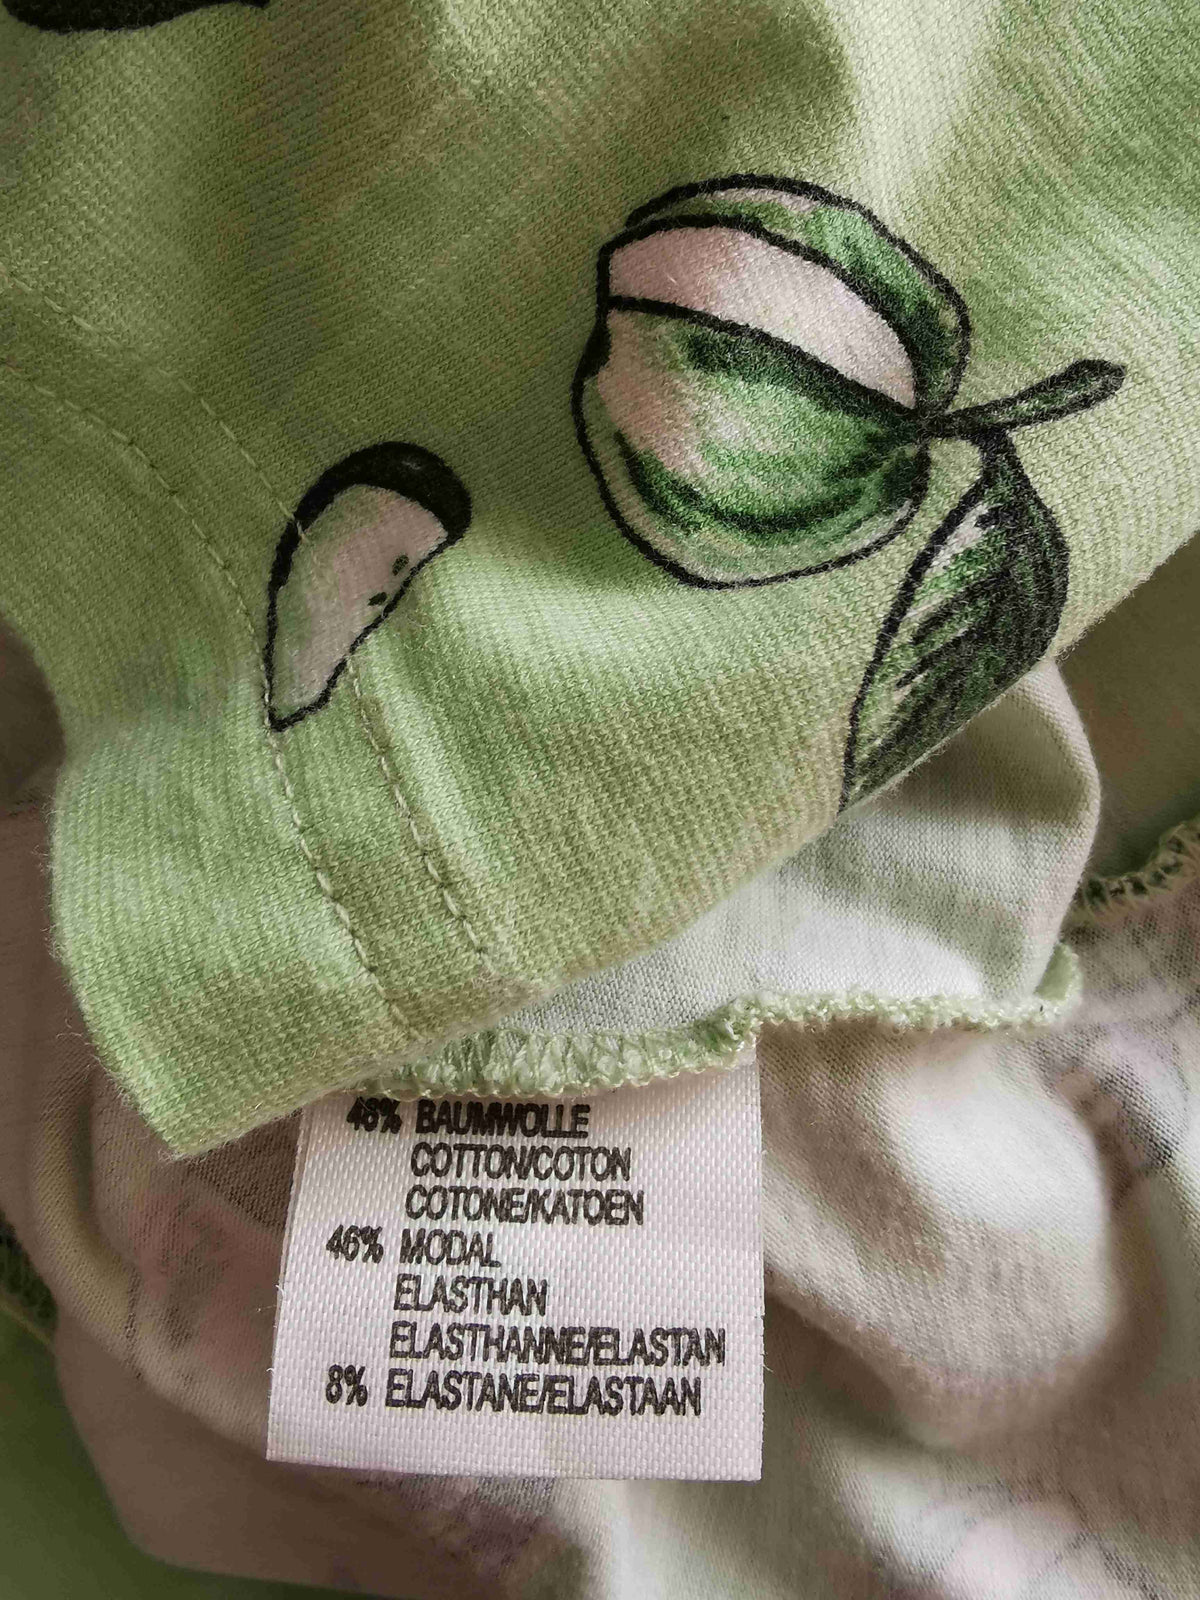 46% BAUMWOLLE
COTTON/COTON
COTONE/KATOEN
46% MODAL
ELASTHAN
ELASTHANNE/ELASTAN
8% ELASTANE/ELASTAAN